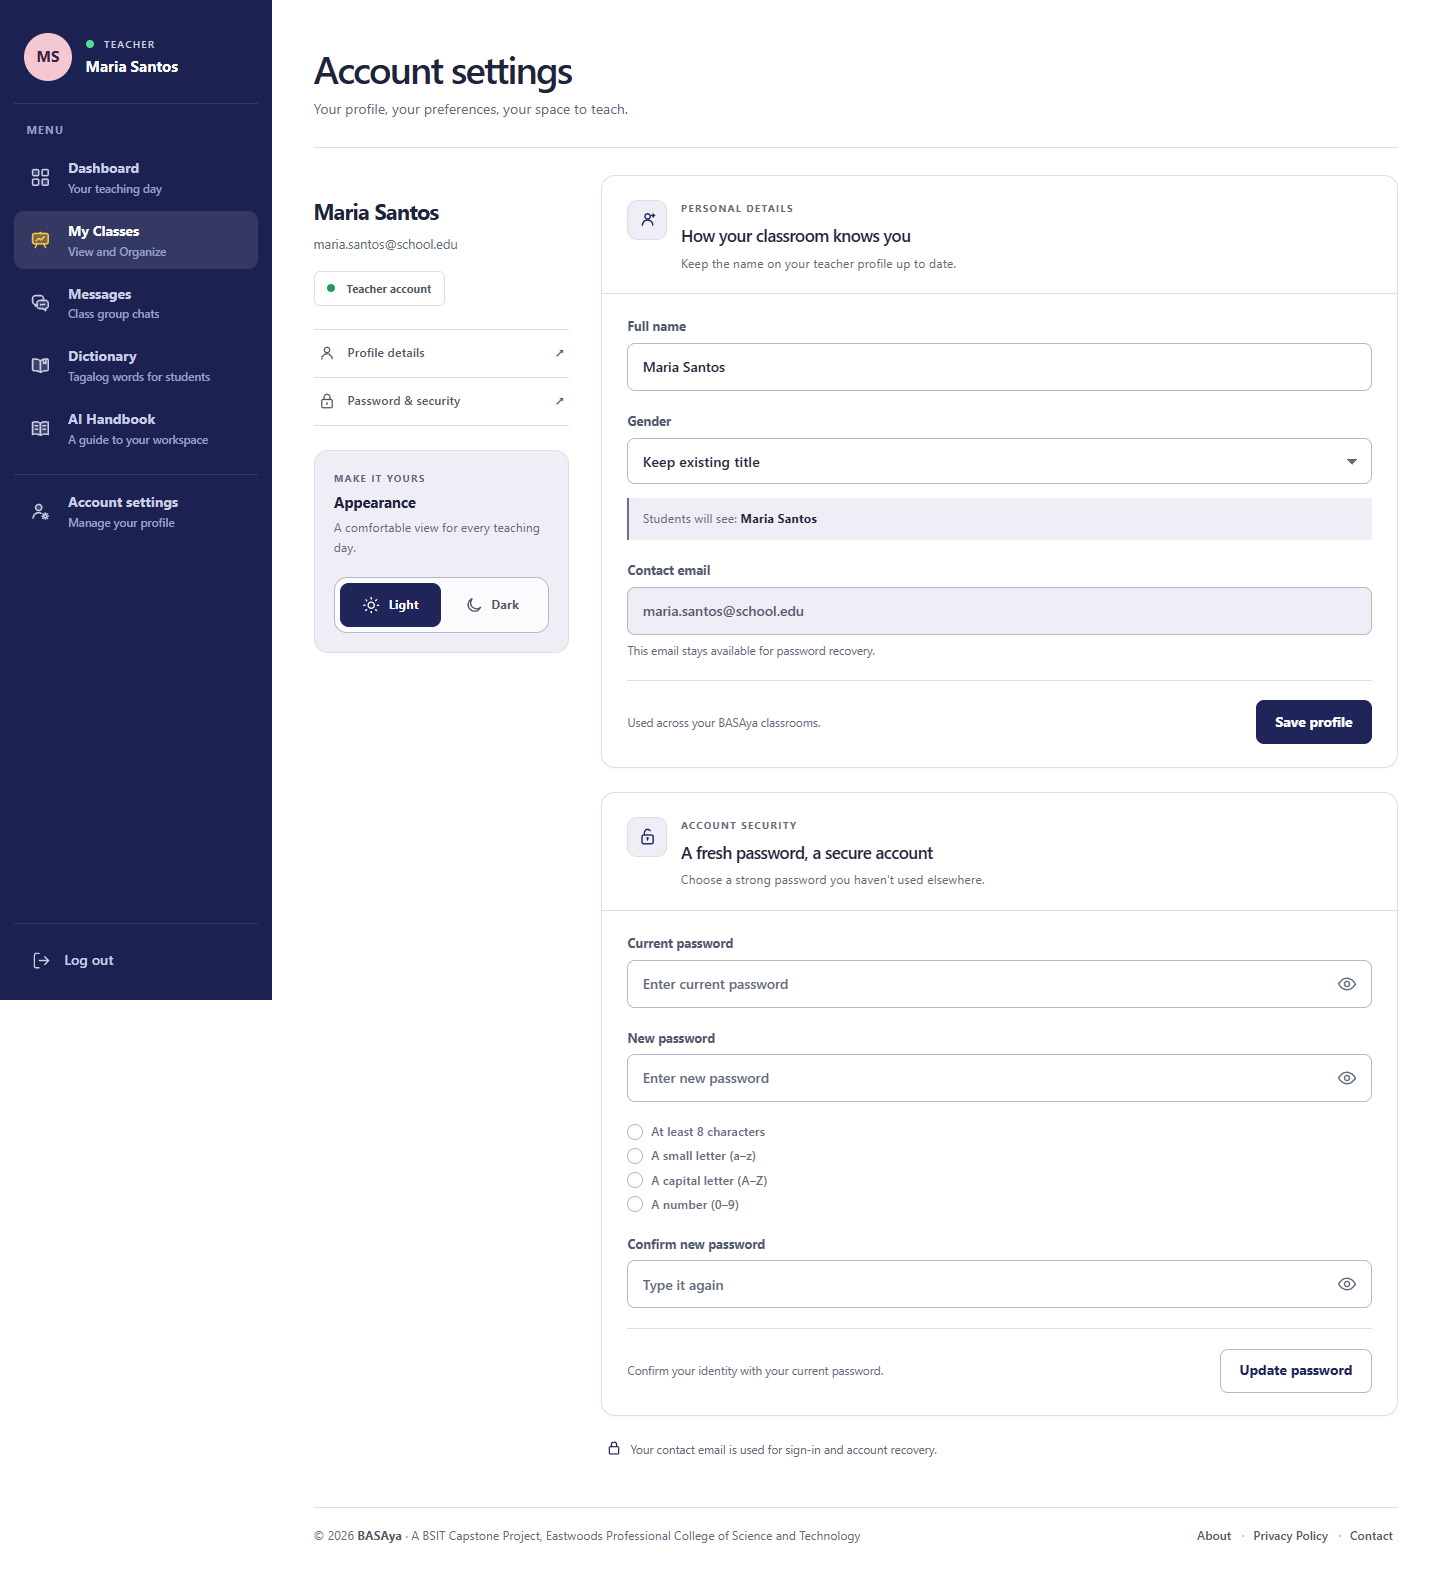 MS
TEACHER
Maria Santos
MENU
Dashboard
Your teaching day
My Classes
View and Organize
Messages
Class group chats
Dictionary
Tagalog words for students
AI Handbook
A guide to your workspace
Account settings
Manage your profile
Log out
Account settings
Your profile, your preferences, your space to teach.
Maria Santos
maria.santos@school.edu
Teacher account
Profile details ↗
Password & security ↗
MAKE IT YOURS
Appearance
A comfortable view for every teaching
day.
Light Dark
PERSONAL DETAILS
How your classroom knows you
Keep the name on your teacher profile up to date.
Full name
Maria Santos
Gender
Keep existing title
Students will see: Maria Santos
Contact email
maria.santos@school.edu
This email stays available for password recovery.
Used across your BASAya classrooms.
Save profile
ACCOUNT SECURITY
A fresh password, a secure account
Choose a strong password you haven't used elsewhere.
Current password
Enter current password
New password
Enter new password
At least 8 characters
A small letter (a–z)
A capital letter (A–Z)
A number (0–9)
Confirm new password
Type it again
Confirm your identity with your current password.
Update password
Your contact email is used for sign-in and account recovery.
© 2026 BASAya · A BSIT Capstone Project, Eastwoods Professional College of Science and Technology
About · Privacy Policy · Contact